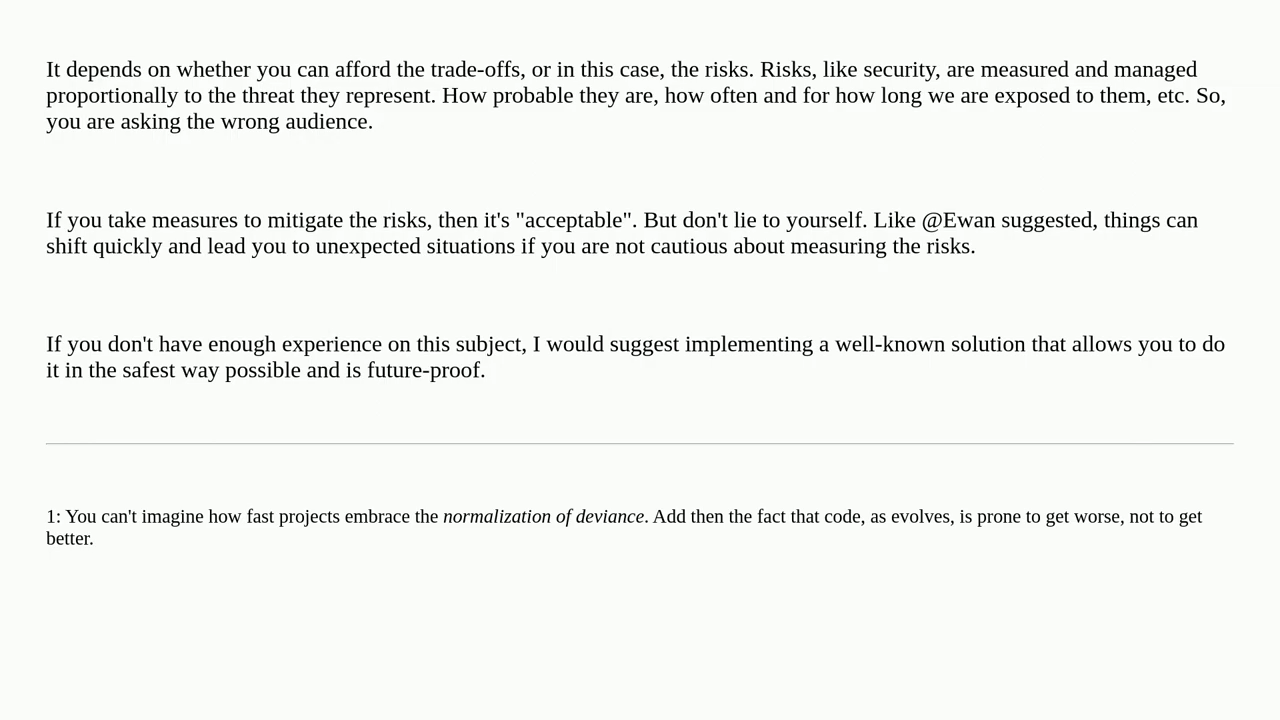 It depends on whether you can afford the trade-offs, or in this case, the risks. Risks, like security, are measured and managed
proportionally to the threat they represent. How probable they are, how often and for how long we are exposed to them, etc. So,
you are asking the wrong audience.
If you take measures to mitigate the risks, then it's "acceptable". But don't lie to yourself. Like @Ewan suggested, things can
shift quickly and lead you to unexpected situations if you are not cautious about measuring the risks.
If you don't have enough experience on this subject, I would suggest implementing a well-known solution that allows you to do
it in the safest way possible and is future-proof.
1: You can't imagine how fast projects embrace the normalization of deviance. Add then the fact that code, as evolves, is prone to get worse, not to get
better.